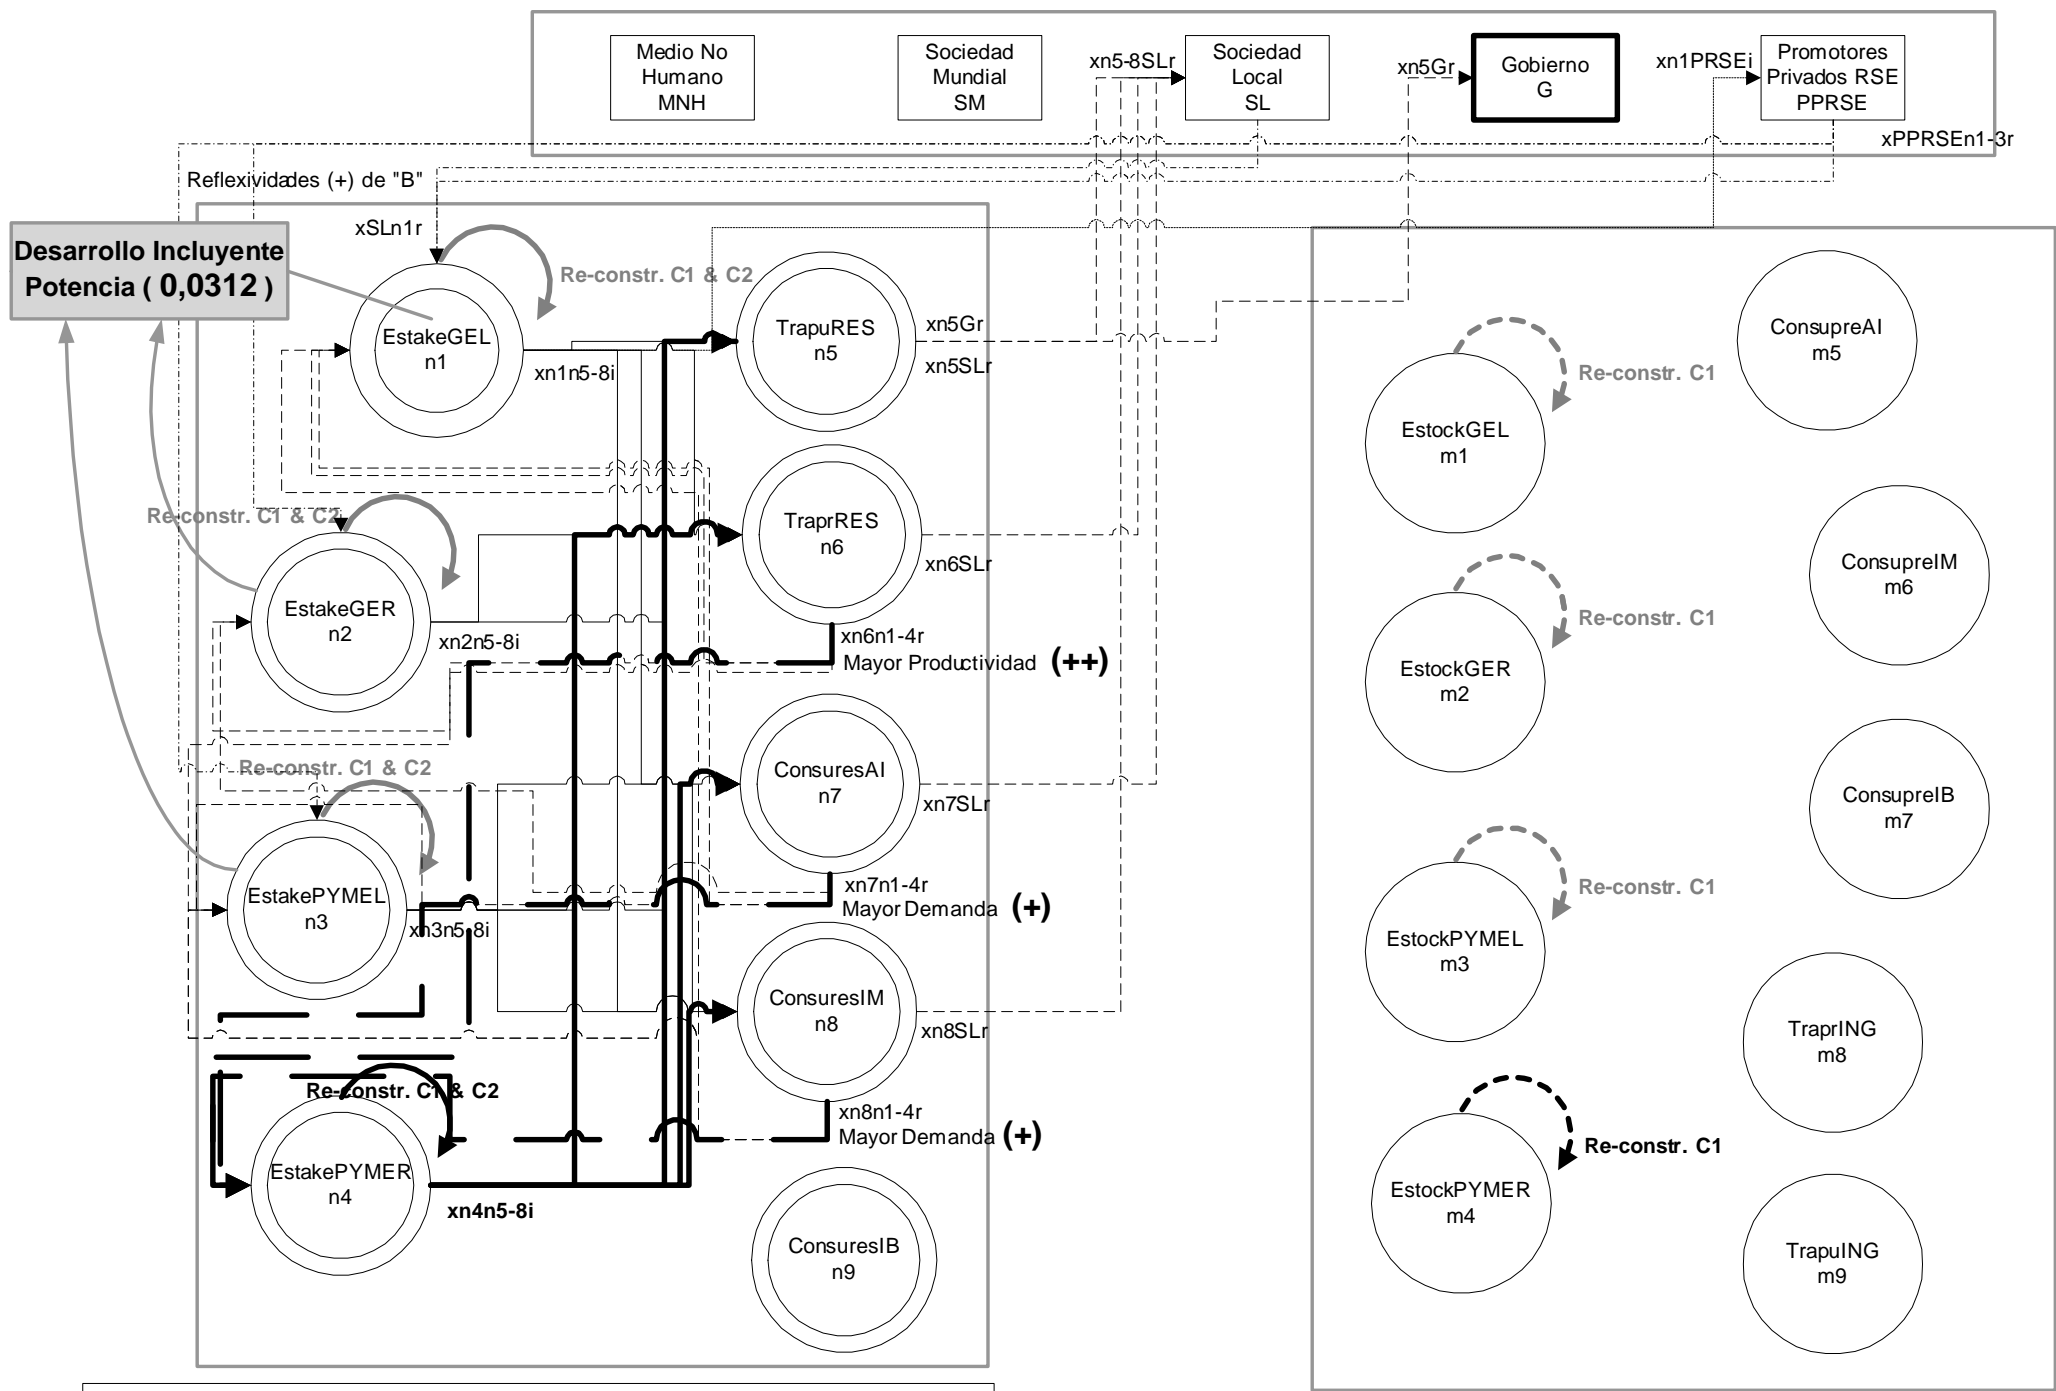 Medio No
Humano
MNH
Sociedad
Mundial
SM
xn5-8SLr
Sociedad
Local
SL
xn5Gr
Gobierno
G
xn1PRSEi
Promotores
Privados RSE
PPRSE
xPPRSEn1-3r
Reflexividades (+) de "B"
xSLn1r
Desarrollo Incluyente
Potencia ( 0,0312 )
Re-constr. C1 & C2
EstakeGEL
n1
xn1n5-8i
TrapuRES
n5
xn5Gr
xn5SLr
Re-constr. C1 & C2
EstakeGER
n2
xn2n5-8i
TraprRES
n6
xn6SLr
xn6n1-4r
Mayor Productividad (++)
Re-constr. C1 & C2
EstakePYMEL
n3
xn3n5-8i
ConsuresAI
n7
xn7SLr
xn7n1-4r
Mayor Demanda (+)
ConsuresIM
n8
xn8SLr
xn8n1-4r
Mayor Demanda (+)
Re-constr. C1 & C2
EstakePYMER
n4
xn4n5-8i
ConsuresIB
n9
Re-constr. C1
EstockGEL
m1
ConsupreAI
m5
Re-constr. C1
EstockGER
m2
ConsupreIM
m6
ConsupreIB
m7
Re-constr. C1
EstockPYMEL
m3
TraprING
m8
Re-constr. C1
EstockPYMER
m4
TrapuING
m9